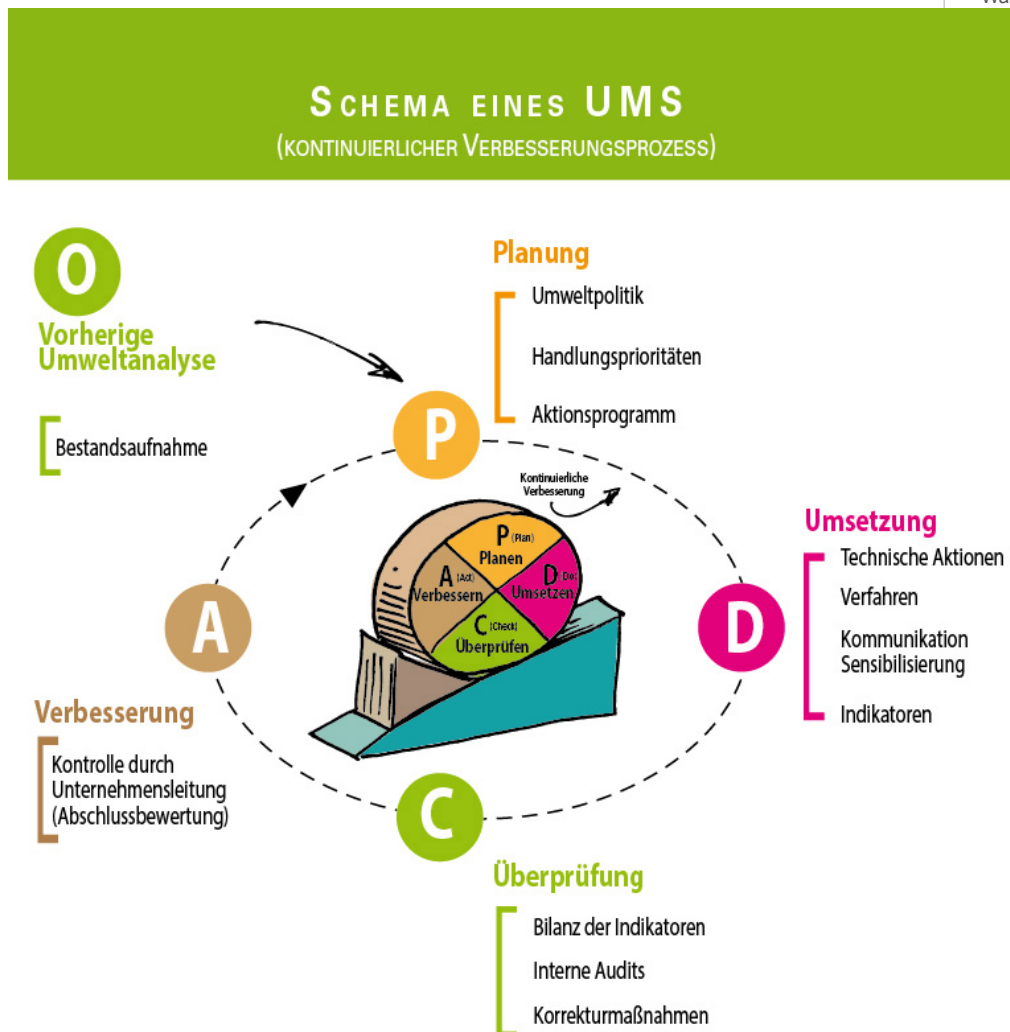 SCHEMA EINES UMS
(KONTINUIERLICHER VERBESSERUNGSPROZESS)
O
Vorherige
Umweltanalyse
Bestandsaufnahme
Planung
Umweltpolitik
Handlungsprioritäten
Aktionsprogramm
P
Kontinuierliche
Verbesserung
P (Plan)
Planen
A (Act)
Verbessern
D (Do)
Umsetzen
C (Check)
Überprüfen
Umsetzung
Technische Aktionen
Verfahren
Kommunikation
Sensibilisierung
Indikatoren
D
A
Verbesserung
Kontrolle durch
Unternehmensleitung
(Abschlussbewertung)
C
Überprüfung
Bilanz der Indikatoren
Interne Audits
Korrekturmaßnahmen